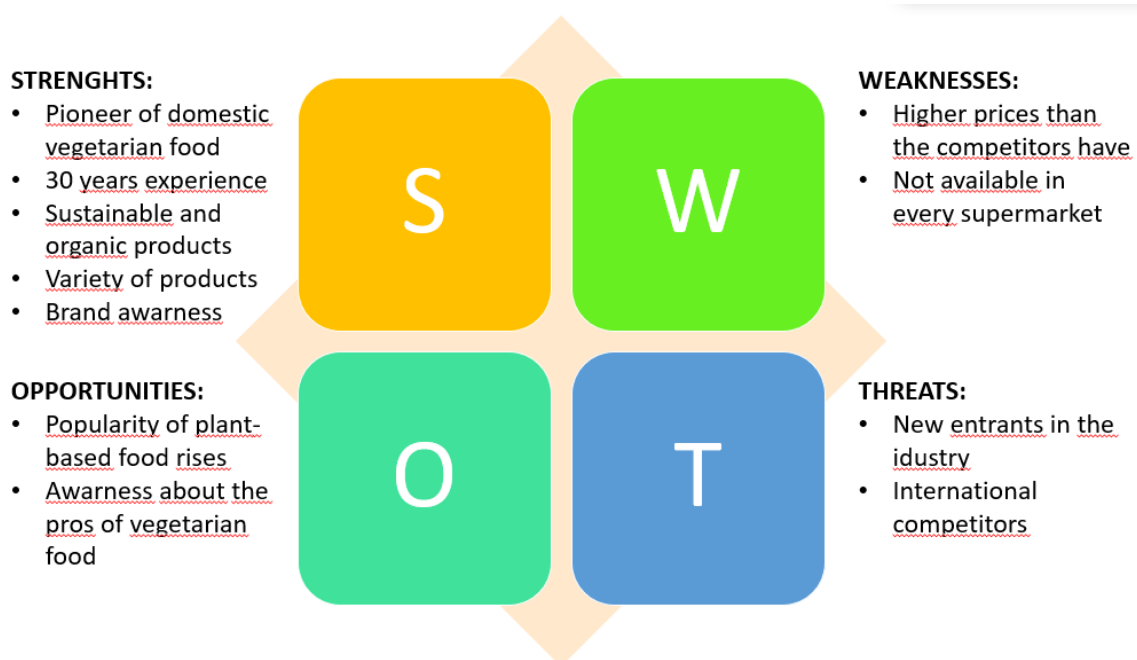 STRENGHTS:
• Pioneer of domestic
vegetarian food
• 30 years experience
• Sustainable and
organic products
• Variety of products
• Brand awarness
S
W
WEAKNESSES:
• Higher prices than
the competitors have
• Not available in
every supermarket
OPPORTUNITIES:
• Popularity of plant-
based food rises
• Awarness about the
pros of vegetarian
food
O
T
THREATS:
• New entrants in the
idustry
• International
competitors